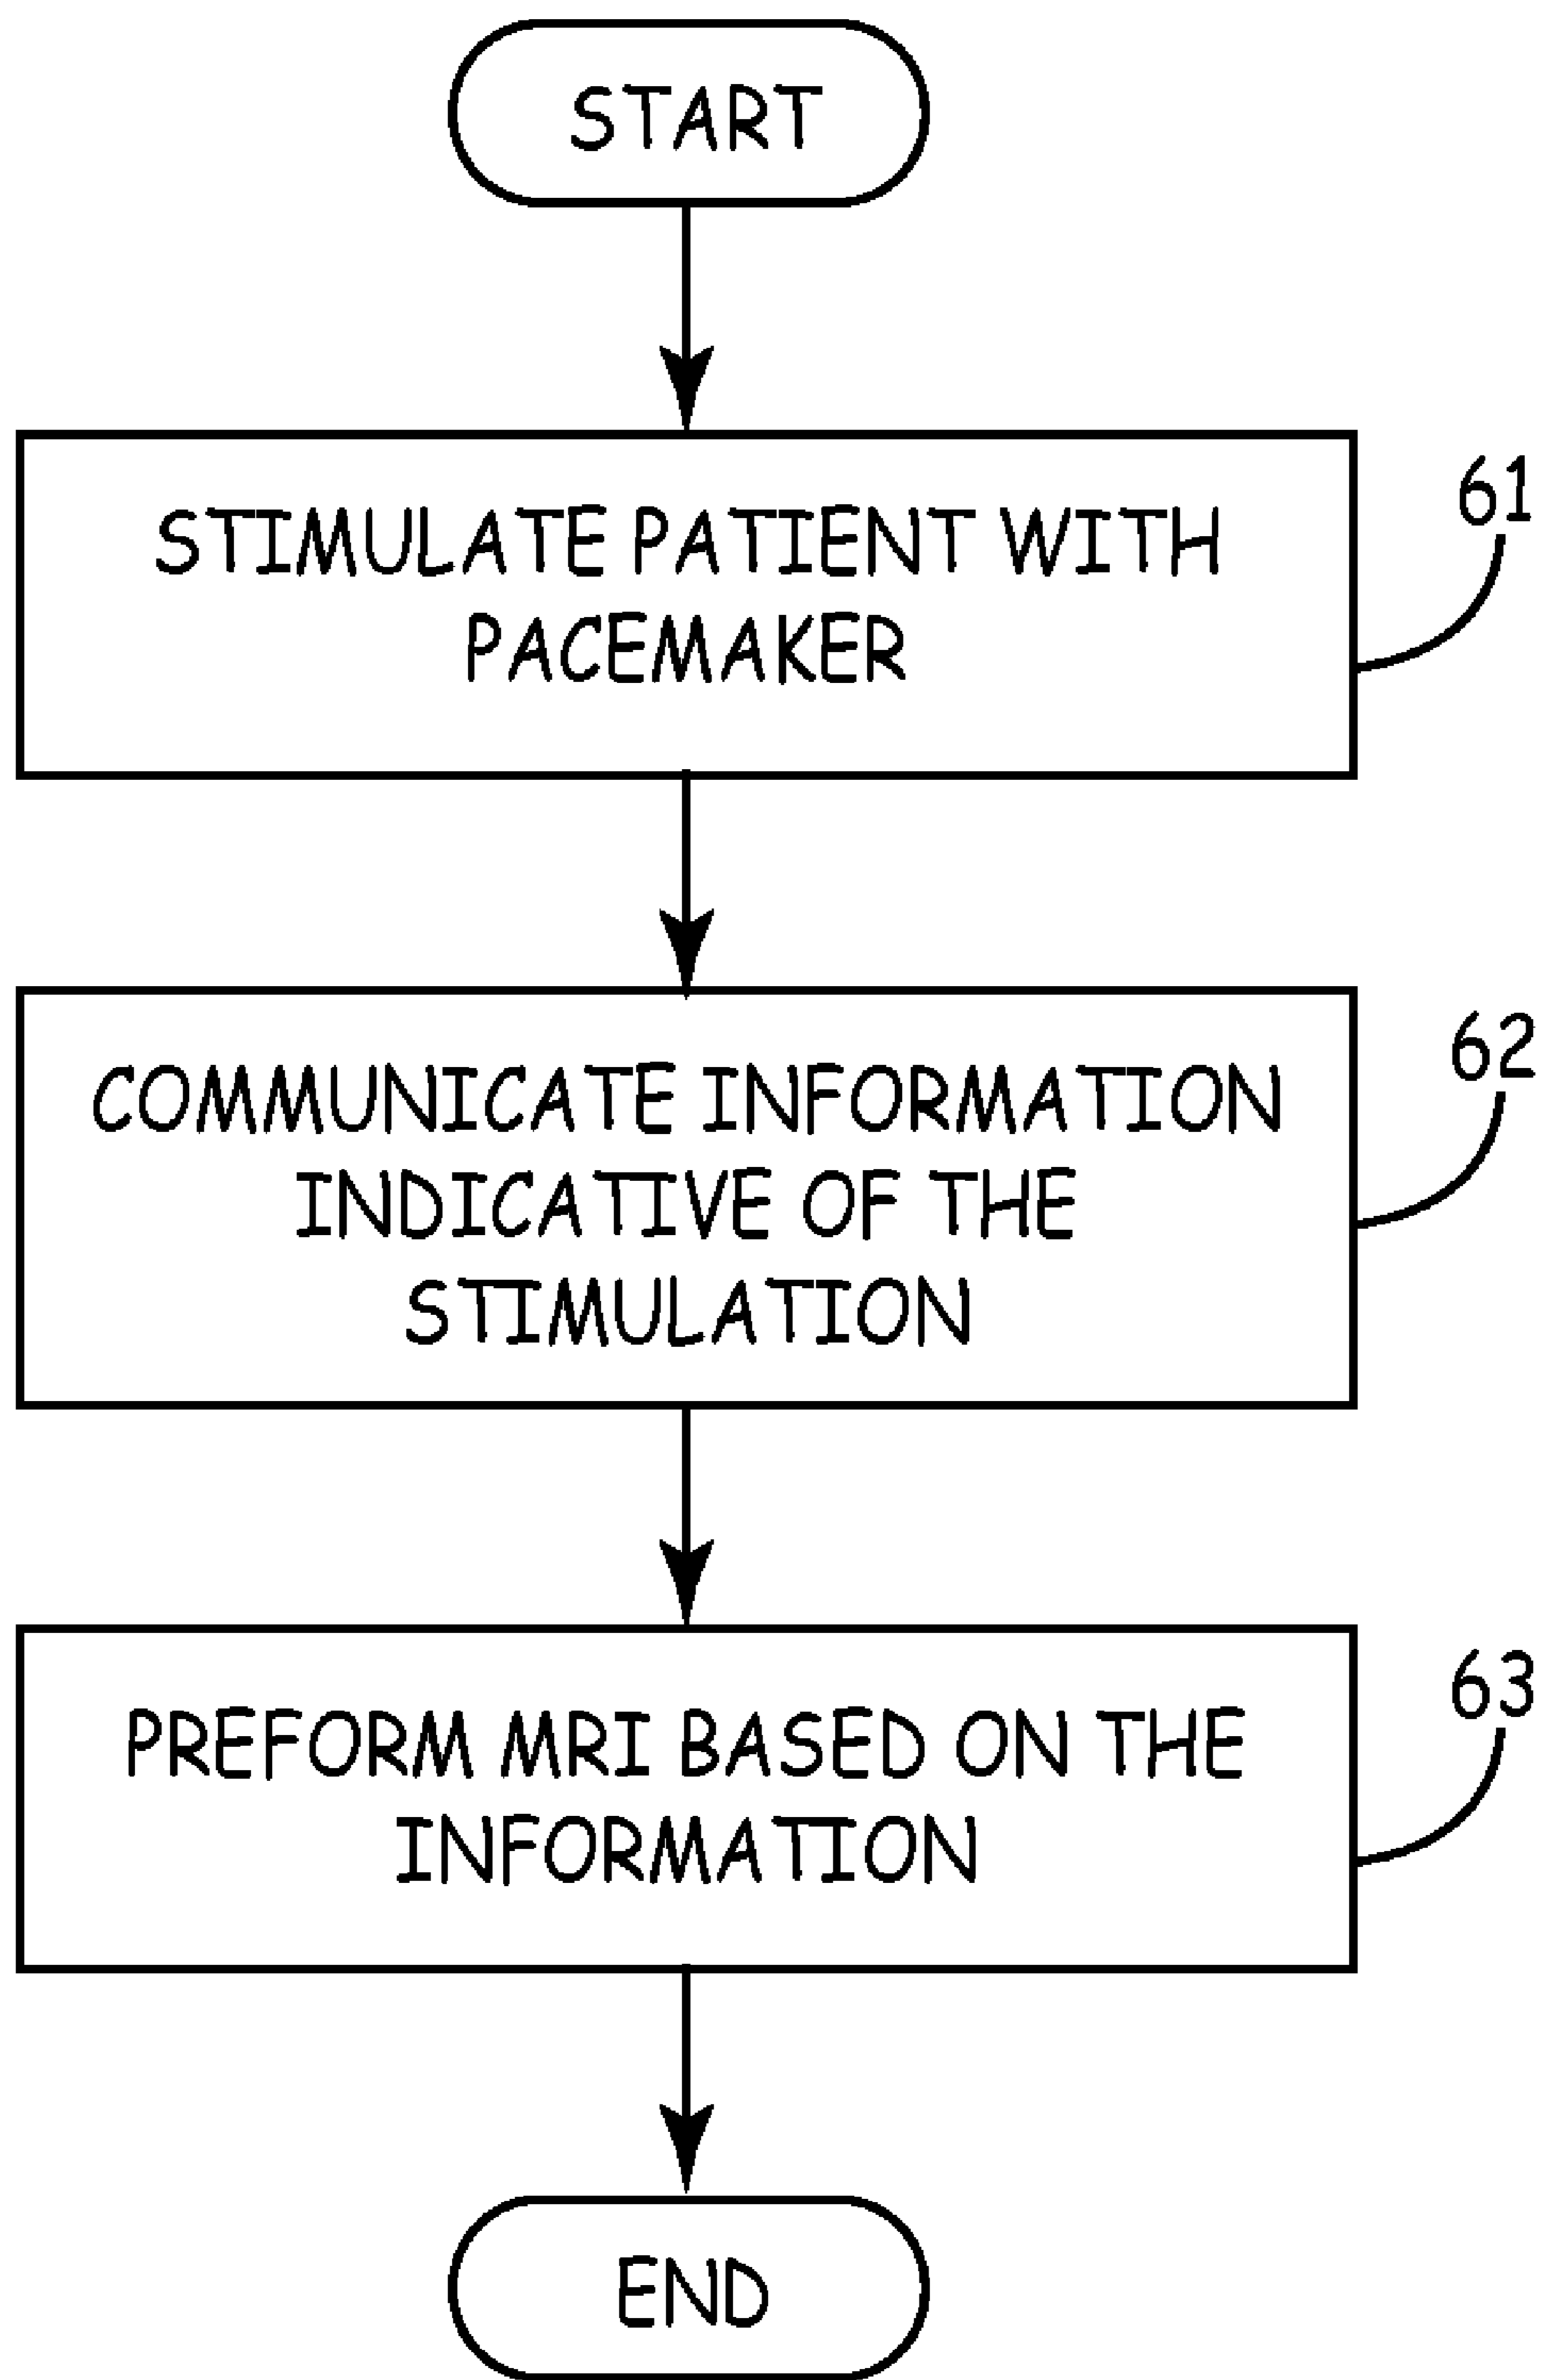 START
STIMULATE PATIENT WITH
PACEMAKER
61
COMMUNICATE INFORMATION
INDICATIVE OF THE
STIMULATION
62
PREFORM MRI BASED ON THE
INFORMATION
63
END